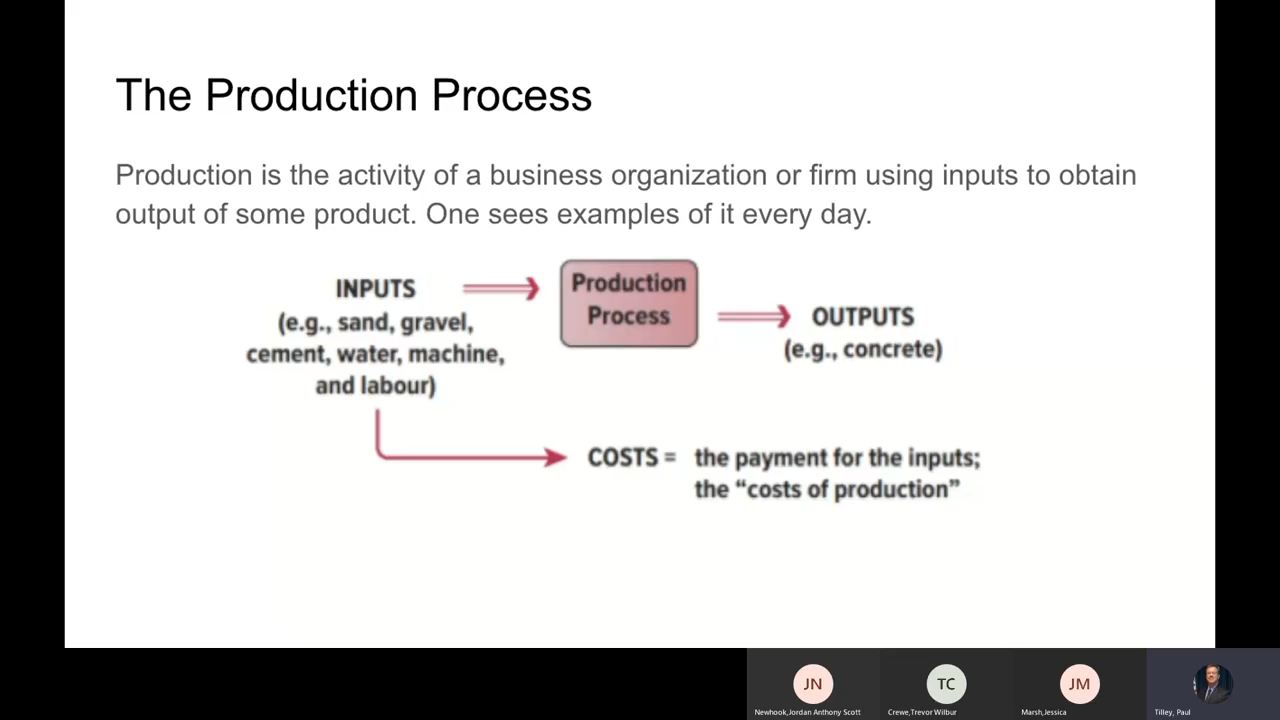 The Production Process
Production is the activity of a business organization or firm using inputs to obtain
output of some product. One sees examples of it every day.
INPUTS
(e.g., sand, gravel,
cement, water, machine,
and labour)
Production
Process
OUTPUTS
(e.g., concrete)
COSTS = the payment for the inputs;
the “costs of production”
JN
TC
JM
Newhook,Jordan Anthony Scott
Crewe,Trevor Wilbur
Marsh,Jessica
Tilley, Paul